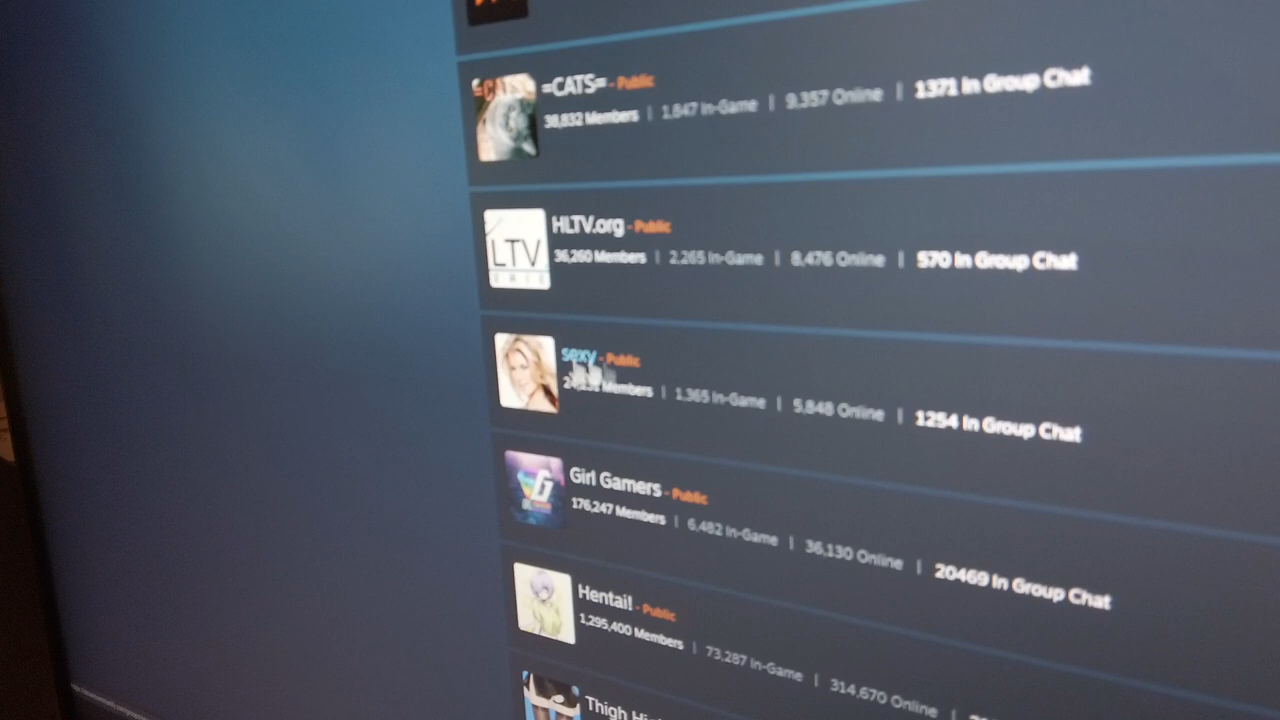 =CATS= - Public
38,832 Members | 1,847 In-Game | 9,357 Online | 1371 In Group Chat
LTV
HLTV.org - Public
36,260 Members | 2,265 In-Game | 8,476 Online | 570 In Group Chat
sexy - Public
Members | 1,365 In-Game | 5,848 Online | 1254 In Group Chat
Girl Gamers - Public
176,247 Members | 6,482 In-Game | 36,130 Online | 20469 In Group Chat
Hentai! - Public
1,295,400 Members | 73,287 In-Game | 314,670 Online |
Thigh